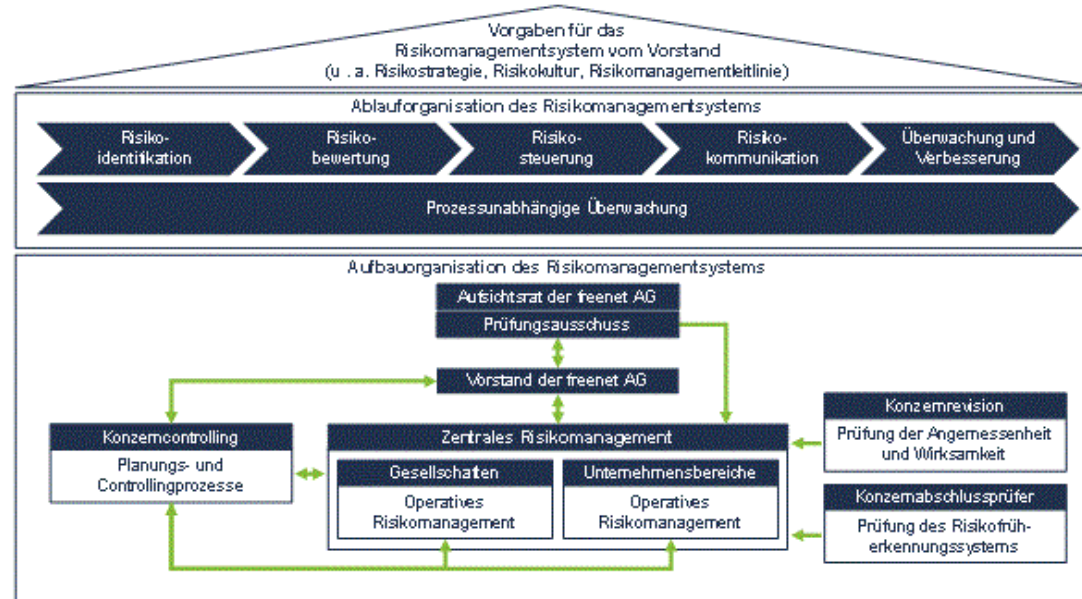 Vorgaben für das
Risikomanagementsystem vom Vorstand
(u . a. Risikostrategie, Risikokultur, Risikomanagementleitlinie)
Ablauforganisation des Risikomanagementsystems
Risiko-
identifikation
Risiko-
bewertung
Risiko-
steuerung
Risiko-
kommunikation
Überwachung und
Verbesserung
Prozessunabhängige Überwachung
Aufbauorganisation des Risikomanagementsystems
Aufsichtsrat der freenet AG
Prüfungsausschuss
Vorstand der freenet AG
Konzerncontrolling
Planungs- und
Controllingprozesse
Zentrales Risikomanagement
Gesellschaften
Operatives
Risikomanagement
Unternehmensbereiche
Operatives
Risikomanagement
Konzernrevision
Prüfung der Angemessenheit
und Wirksamkeit
Konzernabschlussprüfer
Prüfung des Risikofrüh-
erkennungssystems